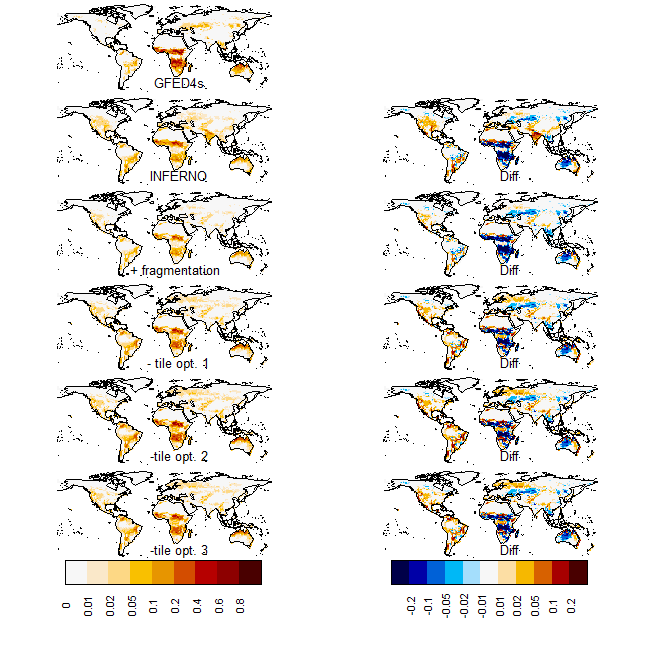 GFED4s
INFERNO
Diff
+ fragmentation
Diff
- tile opt. 1
Diff
-tile opt. 2
Diff
-tile opt. 3
Diff
0 0.01 0.02 0.05 0.1 0.2 0.4 0.6 0.8
-0.2 -0.1 -0.05 -0.02 -0.01 0.01 0.02 0.05 0.1 0.2